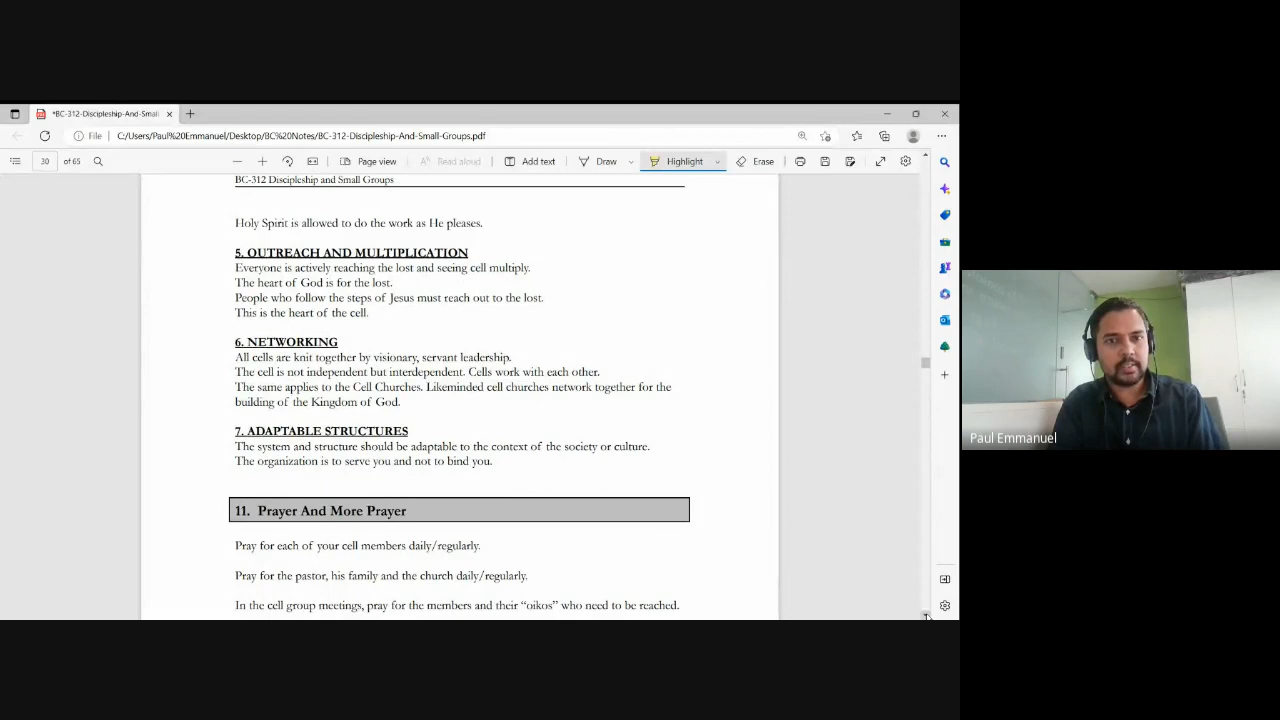 *BC-312-Discipleship-And-Small
File
C:/Users/Paul%20Emmanuel/Desktop/BC%20Notes/BC-312-Discipleship-And-Small-Groups.pdf
30 of 65
Page view
Read aloud
Add text
Draw
Highlight
Erase
BC-312 Discipleship and Small Groups
Holy Spirit is allowed to do the work as He pleases.
5. OUTREACH AND MULTIPLICATION
Everyone is actively reaching the lost and seeing cell multiply.
The heart of God is for the lost.
People who follow the steps of Jesus must reach out to the lost.
This is the heart of the cell.
6. NETWORKING
All cells are knit together by visionary, servant leadership.
The cell is not independent but interdependent. Cells work with each other.
The same applies to the Cell Churches. Likeminded cell churches network together for the
building of the Kingdom of God.
7. ADAPTABLE STRUCTURES
The system and structure should be adaptable to the context of the society or culture.
The organization is to serve you and not to bind you.
11. Prayer And More Prayer
Pray for each of your cell members daily/regularly.
Pray for the pastor, his family and the church daily/regularly.
In the cell group meetings, pray for the members and their “oikos” who need to be reached.
Paul Emmanuel